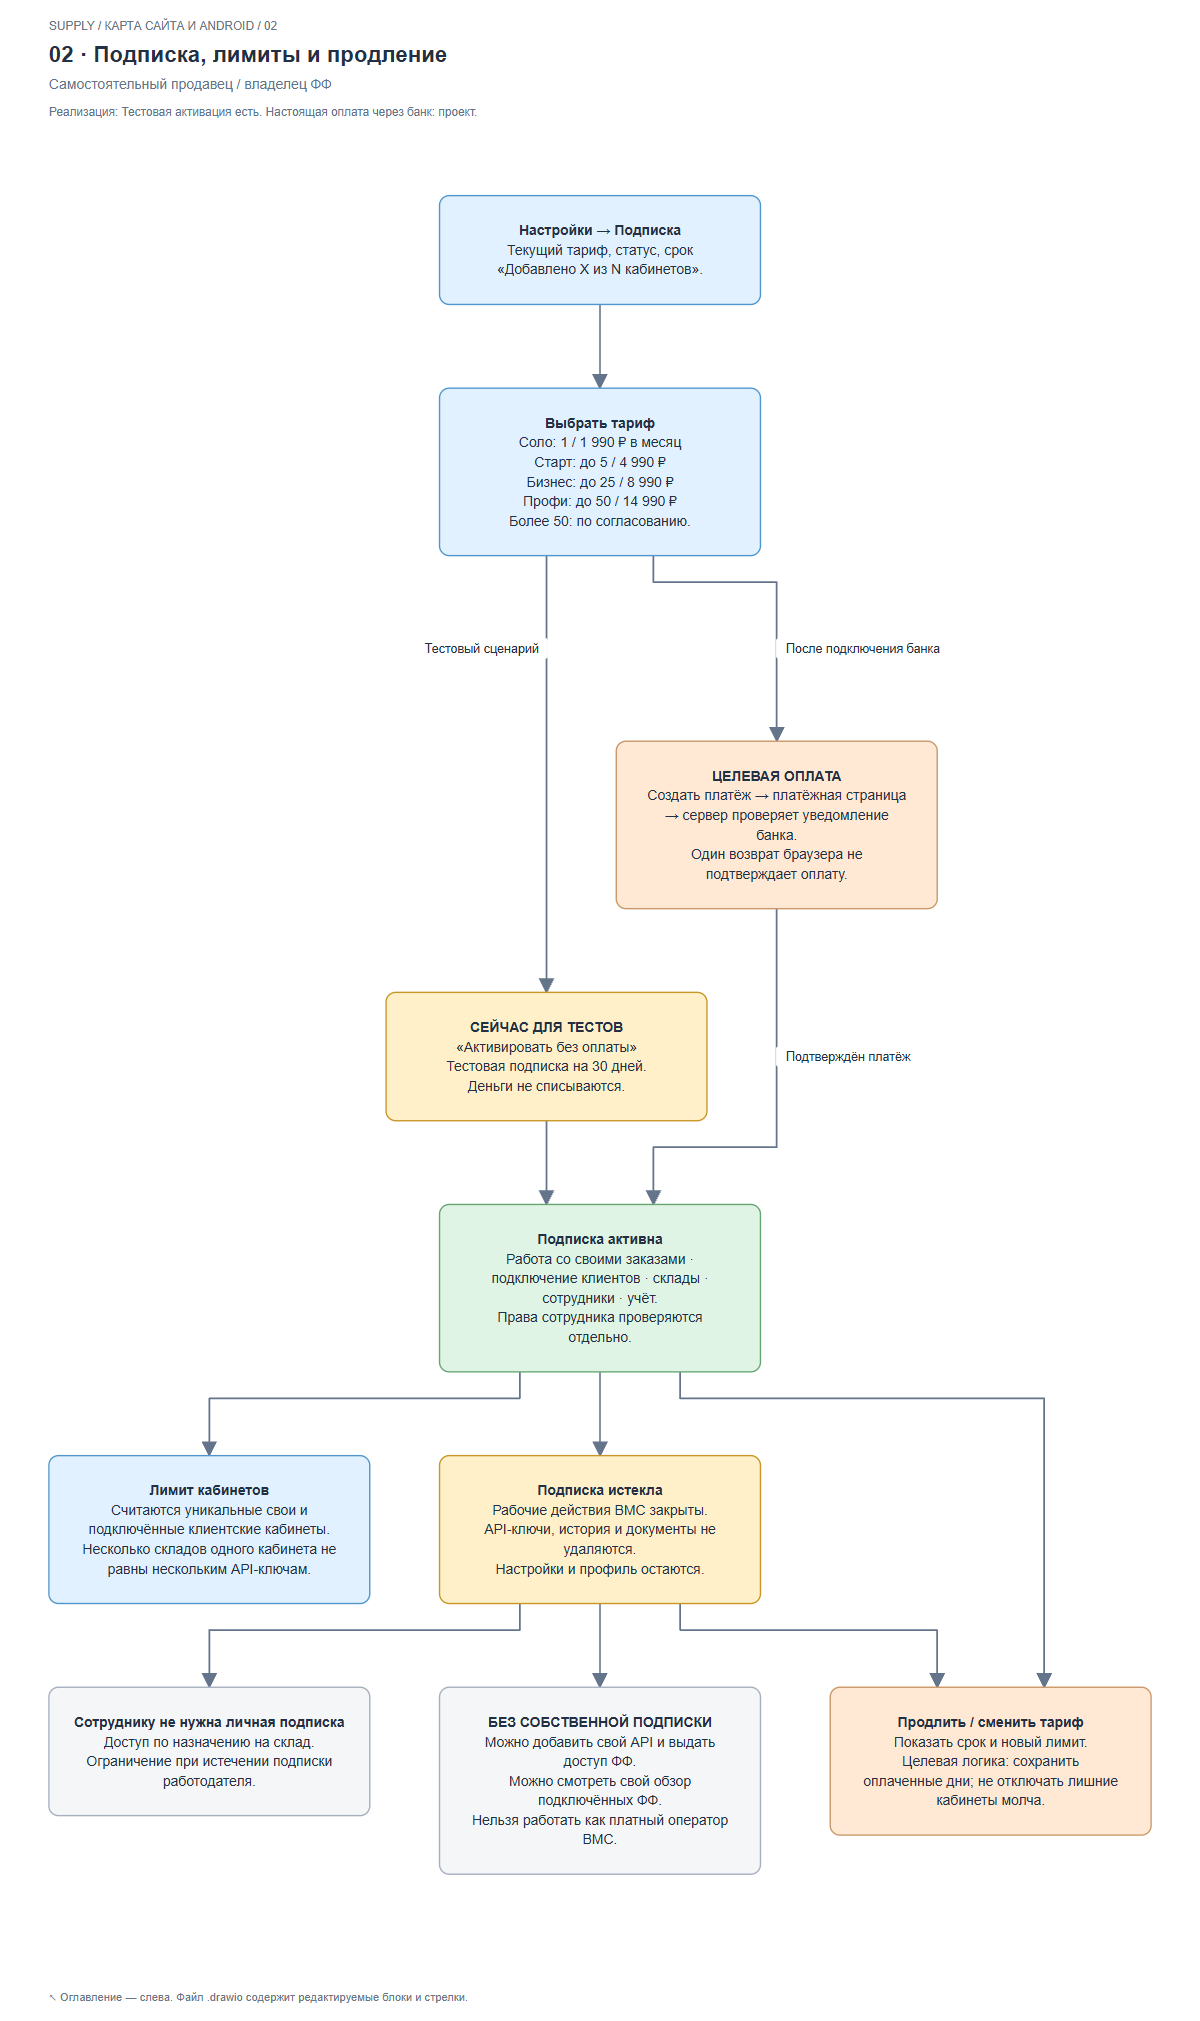 SUPPLY / КАРТА САЙТА И ANDROID / 02
02 · Подписка, лимиты и продление
Самостоятельный продавец / владелец ФФ
Реализация: Тестовая активация есть. Настоящая оплата через банк: проект.
Настройки → Подписка
Текущий тариф, статус, срок
«Добавлено X из N кабинетов».
Выбрать тариф
Соло: 1 / 1 990 ₽ в месяц
Старт: до 5 / 4 990 ₽
Бизнес: до 25 / 8 990 ₽
Профи: до 50 / 14 990 ₽
Более 50: по согласованию.
Тестовый сценарий
После подключения банка
ЦЕЛЕВАЯ ОПЛАТА
Создать платёж → платёжная страница
→ сервер проверяет уведомление
банка.
Один возврат браузера не
подтверждает оплату.
СЕЙЧАС ДЛЯ ТЕСТОВ
«Активировать без оплаты»
Тестовая подписка на 30 дней.
Деньги не списываются.
Подтверждён платёж
Подписка активна
Работа со своими заказами ·
подключение клиентов · склады ·
сотрудники · учёт.
Права сотрудника проверяются
отдельно.
Лимит кабинетов
Считаются уникальные свои и
подключённые клиентские кабинеты.
Несколько складов одного кабинета не
равны нескольким API-ключам.
Подписка истекла
Рабочие действия ВМС закрыты.
API-ключи, история и документы не
удаляются.
Настройки и профиль остаются.
Сотруднику не нужна личная подписка
Доступ по назначению на склад.
Ограничение при истечении подписки
работодателя.
БЕЗ СОБСТВЕННОЙ ПОДПИСКИ
Можно добавить свой API и выдать
доступ ФФ.
Можно смотреть свой обзор
подключённых ФФ.
Нельзя работать как платный оператор
ВМС.
Продлить / сменить тариф
Показать срок и новый лимит.
Целевая логика: сохранить
оплаченные дни; не отключать лишние
кабинеты молча.
↖ Оглавление — слева. Файл .drawio содержит редактируемые блоки и стрелки.